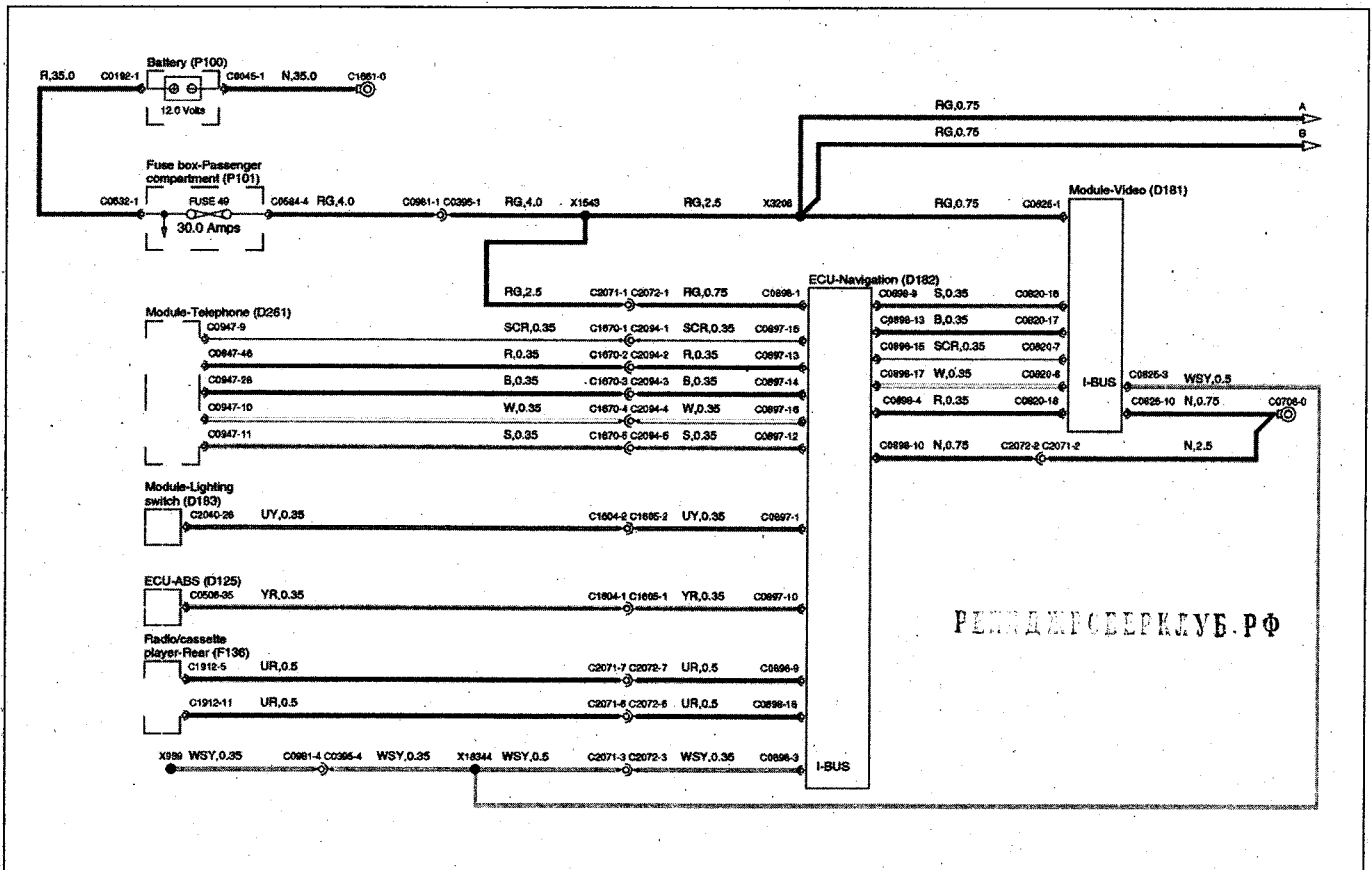 Battery (P100)
R,35.0 C0192-1 C0045-1 N,35.0 C1661-0
12.0 Volts
RG,0.75 A
RG,0.75 B
Fuse box-Passenger
compartment (P101)
Module-Video (D181)
C0632-1 FUSE 49 C0584-4 RG,4.0 C0981-1 C0395-1 RG,4.0 X1543 RG,2.5 X3206 RG,0.75 C0825-1
30.0 Amps
ECU-Navigation (D182)
RG,2.5 C2071-1 C2072-1 RG,0.75 C0898-1 C0898-9 S,0.35 C0820-16
Module-Telephone (D261)
C0947-9 SCR,0.35 C1670-1 C2094-1 SCR,0.35 C0897-15 C0898-13 B,0.35 C0820-17
C0947-46 R,0.35 C1670-2 C2094-2 R,0.35 C0897-13 C0898-15 SCR,0.35 C0820-7
C0947-28 B,0.35 C1670-3 C2094-3 B,0.35 C0897-14 C0898-17 W,0.35 C0820-6 I-BUS C0825-3 WSY,0.5
C0947-10 W,0.35 C1670-4 C2094-4 W,0.35 C0897-16 C0898-4 R,0.35 C0820-18 C0825-10 N,0.75 C0706-0
C0947-11 S,0.35 C1670-5 C2094-5 S,0.35 C0897-12 C0898-10 N,0.75 C2072-2 C2071-2 N,2.5
Module-Lighting
switch (D183)
C2040-26 UY,0.35 C1604-2 C1605-2 UY,0.35 C0897-1
ECU-ABS (D125)
C0506-35 YR,0.35 C1604-1 C1605-1 YR,0.35 C0897-10
РЕНДЖРОВЕРКЛУБ.РФ
Radio/cassette
player-Rear (F136)
C1912-5 UR,0.5 C2071-7 C2072-7 UR,0.5 C0898-9
C1912-11 UR,0.5 C2071-6 C2072-6 UR,0.5 C0898-18
X989 WSY,0.35 C0981-4 C0395-4 WSY,0.35 X18344 WSY,0.5 C2071-3 C2072-3 WSY,0.35 C0898-3
I-BUS